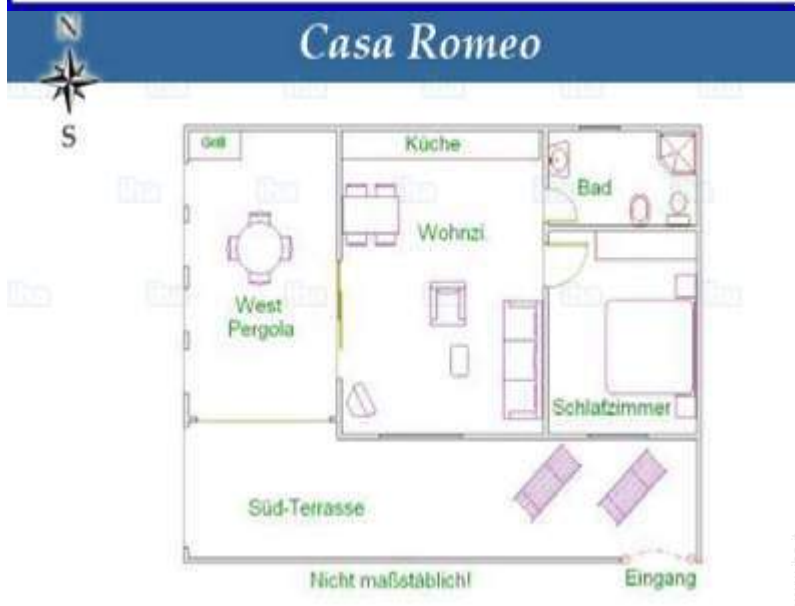 N
Casa Romeo
S
Grill
Küche
Bad
Wohnzi.
West
Pergola
Schlafzimmer
Süd-Terrasse
Nicht maßstäblich!
Eingang